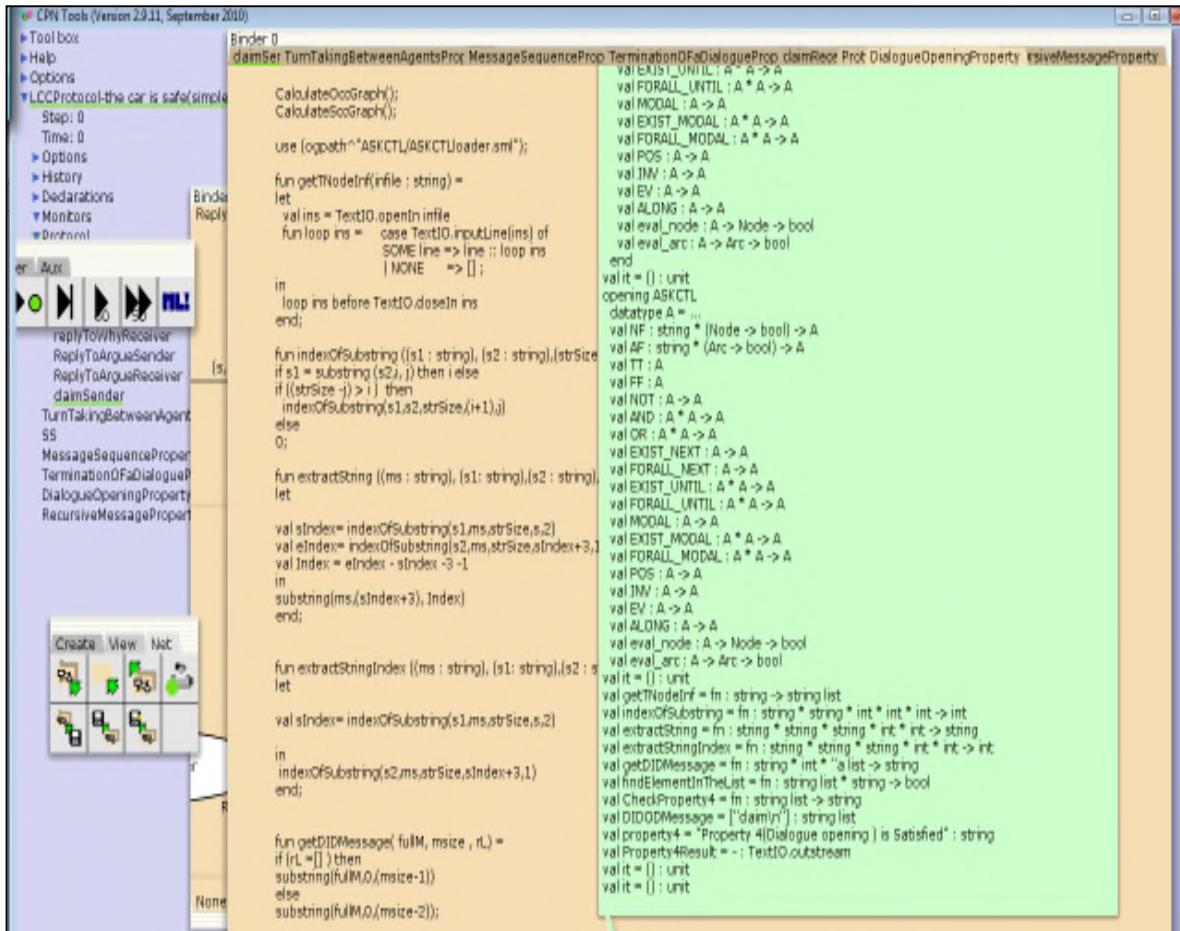 CPN Tools (Version 2.9.11, September 2010)
Tool box
Help
Options
LCCProtocol-the car is safe(simple
Step: 0
Time: 0
Options
History
Declarations
Monitors
Protocol
er Aux
ML!
replyToWhyReceiver
ReplyToArgueSender
ReplyToArgueReceiver
claimSender
TurnTakingBetweenAgent
SS
MessageSequenceProper
TerminationOFaDialogueP
DialogueOpeningProperty
RecursiveMessagePropert
Create View Net
Binde
Reply
(s,
None
Binder 0
claimSer TurnTakingBetweenAgentsProp MessageSequenceProp TerminationOFaDialogueProp claimRece Prot DialogueOpeningProperty rsiveMessageProperty
CalculateOccGraph();
CalculateSccGraph();
use (ogpath^"ASKCTL/ASKCTLloader.sml");
fun getTNodeInf(infile : string) =
let
val ins = TextIO.openIn infile
fun loop ins = case TextIO.inputLine(ins) of
SOME line => line :: loop ins
| NONE => [] ;
in
loop ins before TextIO.closeIn ins
end;
fun indexOfSubstring ((s1 : string), (s2 : string),(strSize
if s1 = substring (s2,i, j) then i else
if ((strSize -j) > i ) then
indexOfSubstring(s1,s2,strSize,(i+1),j)
else
0;
fun extractString ((ms : string), (s1: string),(s2 : string),
let
val sIndex= indexOfSubstring(s1,ms,strSize,s,2)
val eIndex= indexOfSubstring(s2,ms,strSize,sIndex+3,1
val Index = eIndex - sIndex -3 -1
in
substring(ms,(sIndex+3), Index)
end;
fun extractStringIndex ((ms : string), (s1: string),(s2 : s
let
val sIndex= indexOfSubstring(s1,ms,strSize,s,2)
in
indexOfSubstring(s2,ms,strSize,sIndex+3,1)
end;
fun getDIDMessage( fullM, msize , rL) =
if (rL =[] ) then
substring(fullM,0,(msize-1))
else
substring(fullM,0,(msize-2));
val EXIST_UNTIL : A * A -> A
val FORALL_UNTIL : A * A -> A
val MODAL : A -> A
val EXIST_MODAL : A * A -> A
val FORALL_MODAL : A * A -> A
val POS : A -> A
val INV : A -> A
val EV : A -> A
val ALONG : A -> A
val eval_node : A -> Node -> bool
val eval_arc : A -> Arc -> bool
end
val it = () : unit
opening ASKCTL
datatype A = ...
val NF : string * (Node -> bool) -> A
val AF : string * (Arc -> bool) -> A
val TT : A
val FF : A
val NOT : A -> A
val AND : A * A -> A
val OR : A * A -> A
val EXIST_NEXT : A -> A
val FORALL_NEXT : A -> A
val EXIST_UNTIL : A * A -> A
val FORALL_UNTIL : A * A -> A
val MODAL : A -> A
val EXIST_MODAL : A * A -> A
val FORALL_MODAL : A * A -> A
val POS : A -> A
val INV : A -> A
val EV : A -> A
val ALONG : A -> A
val eval_node : A -> Node -> bool
val eval_arc : A -> Arc -> bool
val it = () : unit
val getTNodeInf = fn : string -> string list
val indexOfSubstring = fn : string * string * int * int * int -> int
val extractString = fn : string * string * string * int * int -> string
val extractStringIndex = fn : string * string * string * int * int -> int
val getDIDMessage = fn : string * int * ''a list -> string
val findElementInTheList = fn : string list * string -> bool
val CheckProperty4 = fn : string list -> string
val DIDODMessage = ["claim\n"] : string list
val property4 = "Property 4(Dialogue opening ) is Satisfied" : string
val Property4Result = - : TextIO.outstream
val it = () : unit
val it = () : unit